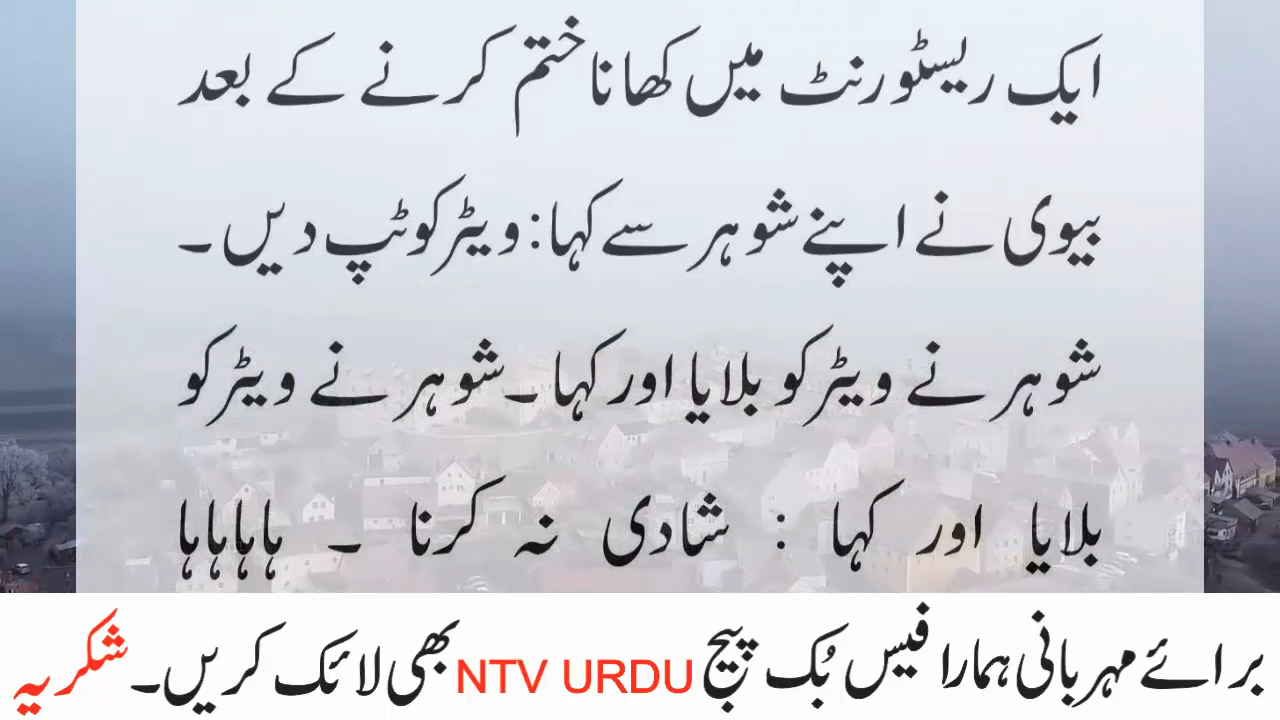 ایک ریسٹورنٹ میں کھانا ختم کرنے کے بعد
بیوی نے اپنے شوہر سے کہا: ویٹر کو ٹپ دیں۔
شوہر نے ویٹر کو بلایا اور کہا۔ شوہر نے ویٹر کو
بلایا اور کہا : شادی نہ کرنا ۔ ہاہاہاہا
برائے مہربانی ہمارا فیس بُک پیج NTV URDU بھی لائک کریں۔ شکریہ